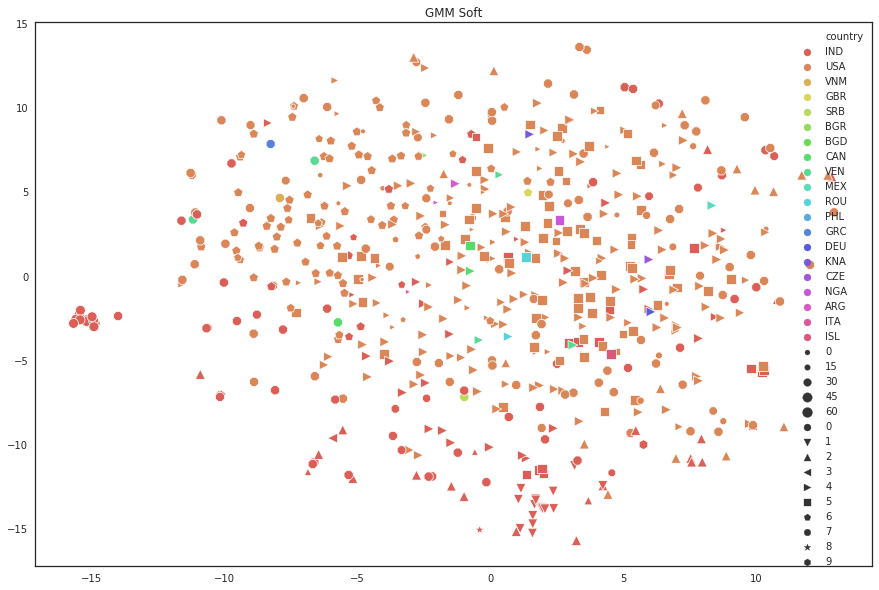 GMM Soft
15
10
5
0
−5
−10
−15
−15
−10
−5
0
5
10
country
IND
USA
VNM
GBR
SRB
BGR
BGD
CAN
VEN
MEX
ROU
PHL
GRC
DEU
KNA
CZE
NGA
ARG
ITA
ISL
0
15
30
45
60
0
1
2
3
4
5
6
7
8
9